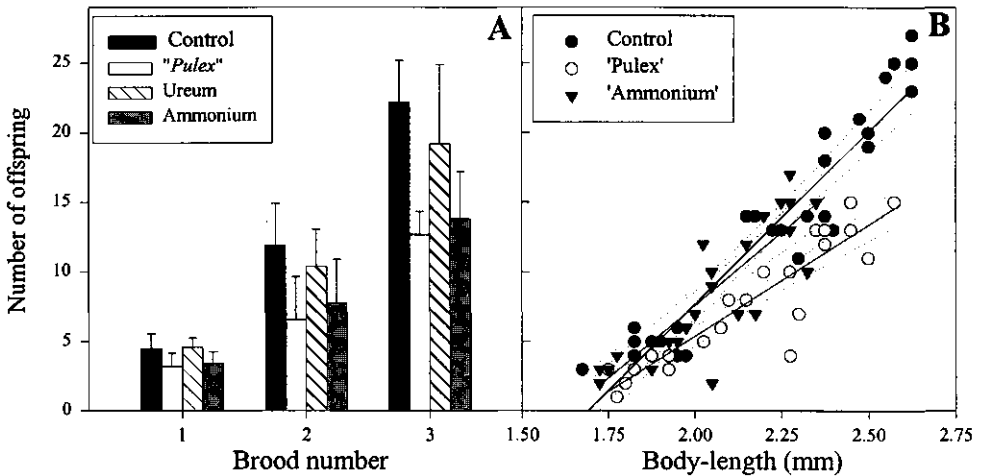 A
Control
"Pulex"
Ureum
Ammonium
Number of offspring
25
20
15
10
5
0
1
2
3
Brood number
B
Control
'Pulex'
'Ammonium'
1.50
1.75
2.00
2.25
2.50
2.75
Body-length (mm)